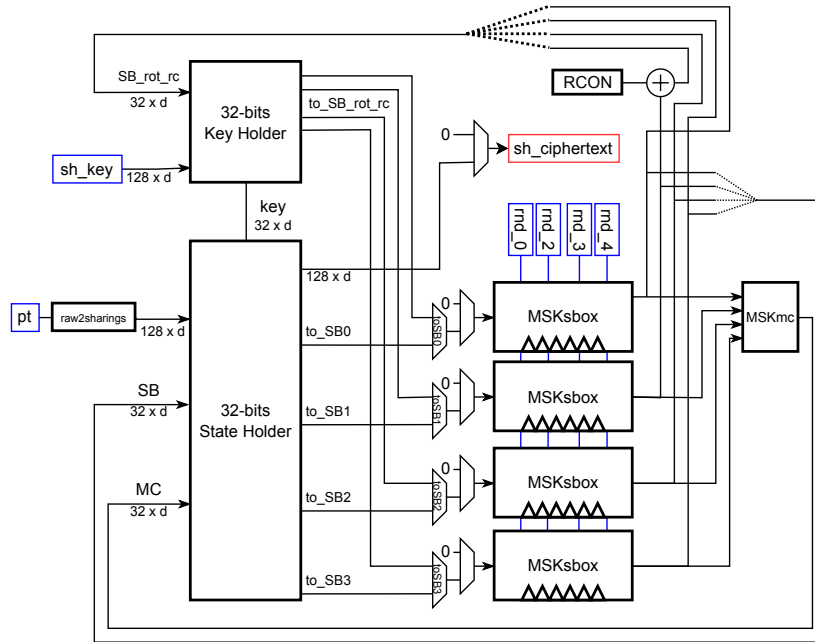 SB_rot_rc
32 x d
32-bits
Key Holder
to_SB_rot_rc
RCON
+
0
sh_ciphertext
sh_key
128 x d
key
32 x d
128 x d
rnd_0
rnd_2
rnd_3
rnd_4
pt
raw2sharings
128 x d
SB
32 x d
MC
32 x d
32-bits
State Holder
to_SB0
to_SB1
to_SB2
to_SB3
toSB0
toSB1
toSB2
toSB3
0
0
0
0
MSKsbox
MSKsbox
MSKsbox
MSKsbox
MSKmc